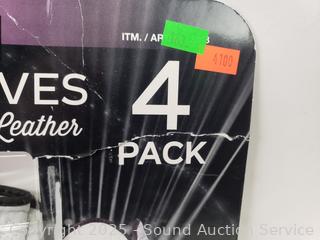 ITM. / AR
4100
VES
Leather
4
PACK
Copyright 2025 - Sound Auction Service